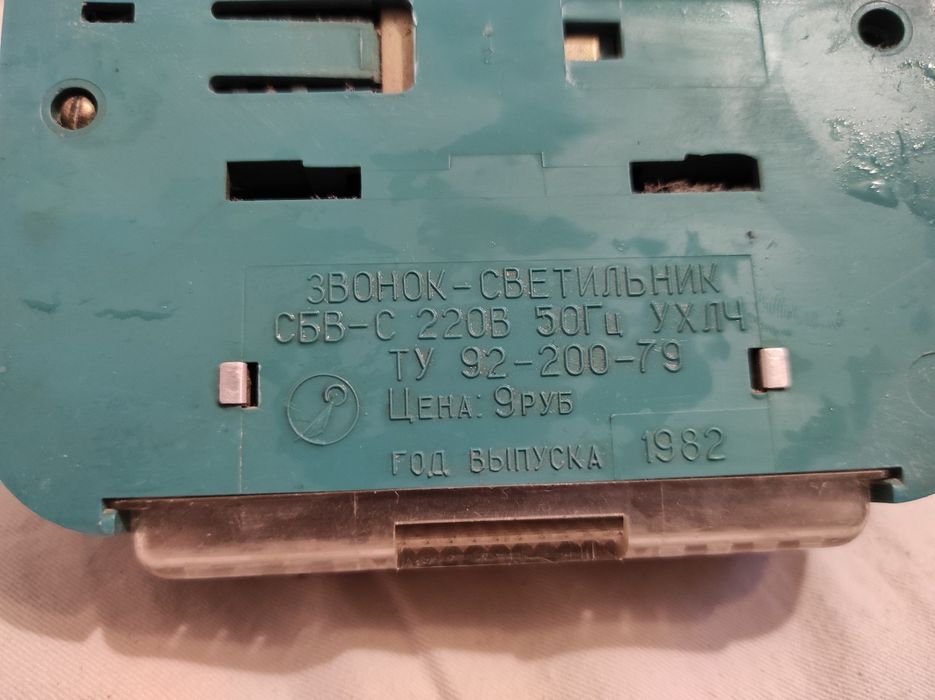 ЗВОНОК-СВЕТИЛЬНИК
СБВ-С 220В 50Гц УХЛЧ
ТУ 92-200-79
Цена: 9руб
год выпуска 1982